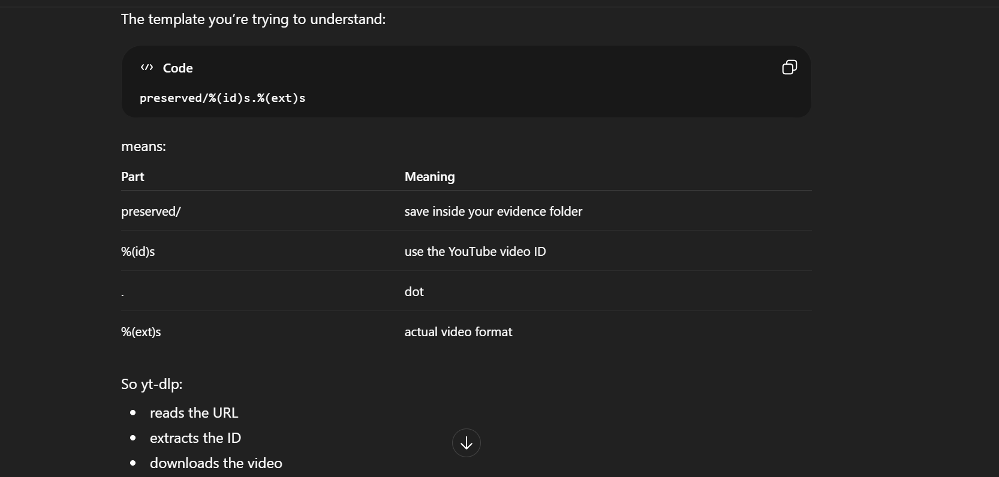 The template you’re trying to understand:
Code
preserved/%(id)s.%(ext)s
means:
Part Meaning
preserved/ save inside your evidence folder
%(id)s use the YouTube video ID
. dot
%(ext)s actual video format
So yt-dlp:
• reads the URL
• extracts the ID
• downloads the video